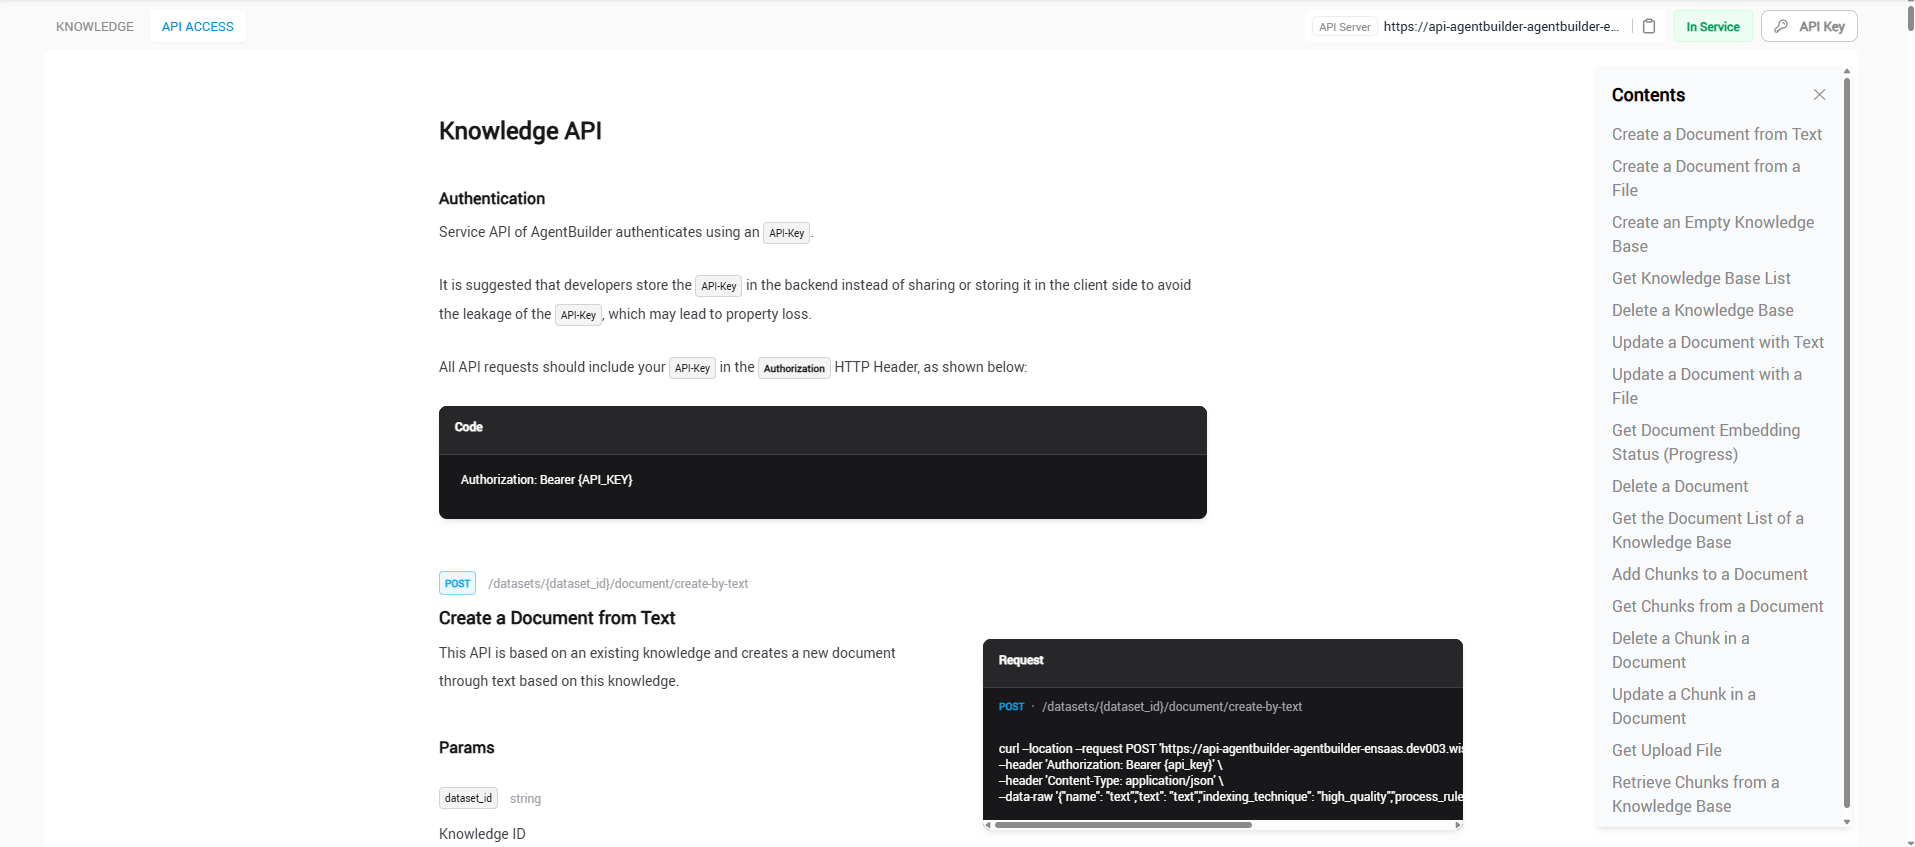 KNOWLEDGE
API ACCESS
API Server
https://api-agentbuilder-agentbuilder-e...
In Service
API Key
Knowledge API
Authentication
Service API of AgentBuilder authenticates using an API-Key.
It is suggested that developers store the API-Key in the backend instead of sharing or storing it in the client side to avoid
the leakage of the API-Key, which may lead to property loss.
All API requests should include your API-Key in the Authorization HTTP Header, as shown below:
Code
Authorization: Bearer {API_KEY}
POST /datasets/{dataset_id}/document/create-by-text
Create a Document from Text
This API is based on an existing knowledge and creates a new document
through text based on this knowledge.
Params
dataset_id string
Knowledge ID
Request
POST · /datasets/{dataset_id}/document/create-by-text
curl --location --request POST 'https://api-agentbuilder-agentbuilder-ensaas.dev003.wis
--header 'Authorization: Bearer {api_key}' \
--header 'Content-Type: application/json' \
--data-raw '{"name": "text","text": "text","indexing_technique": "high_quality","process_rule
Contents
Create a Document from Text
Create a Document from a
File
Create an Empty Knowledge
Base
Get Knowledge Base List
Delete a Knowledge Base
Update a Document with Text
Update a Document with a
File
Get Document Embedding
Status (Progress)
Delete a Document
Get the Document List of a
Knowledge Base
Add Chunks to a Document
Get Chunks from a Document
Delete a Chunk in a
Document
Update a Chunk in a
Document
Get Upload File
Retrieve Chunks from a
Knowledge Base